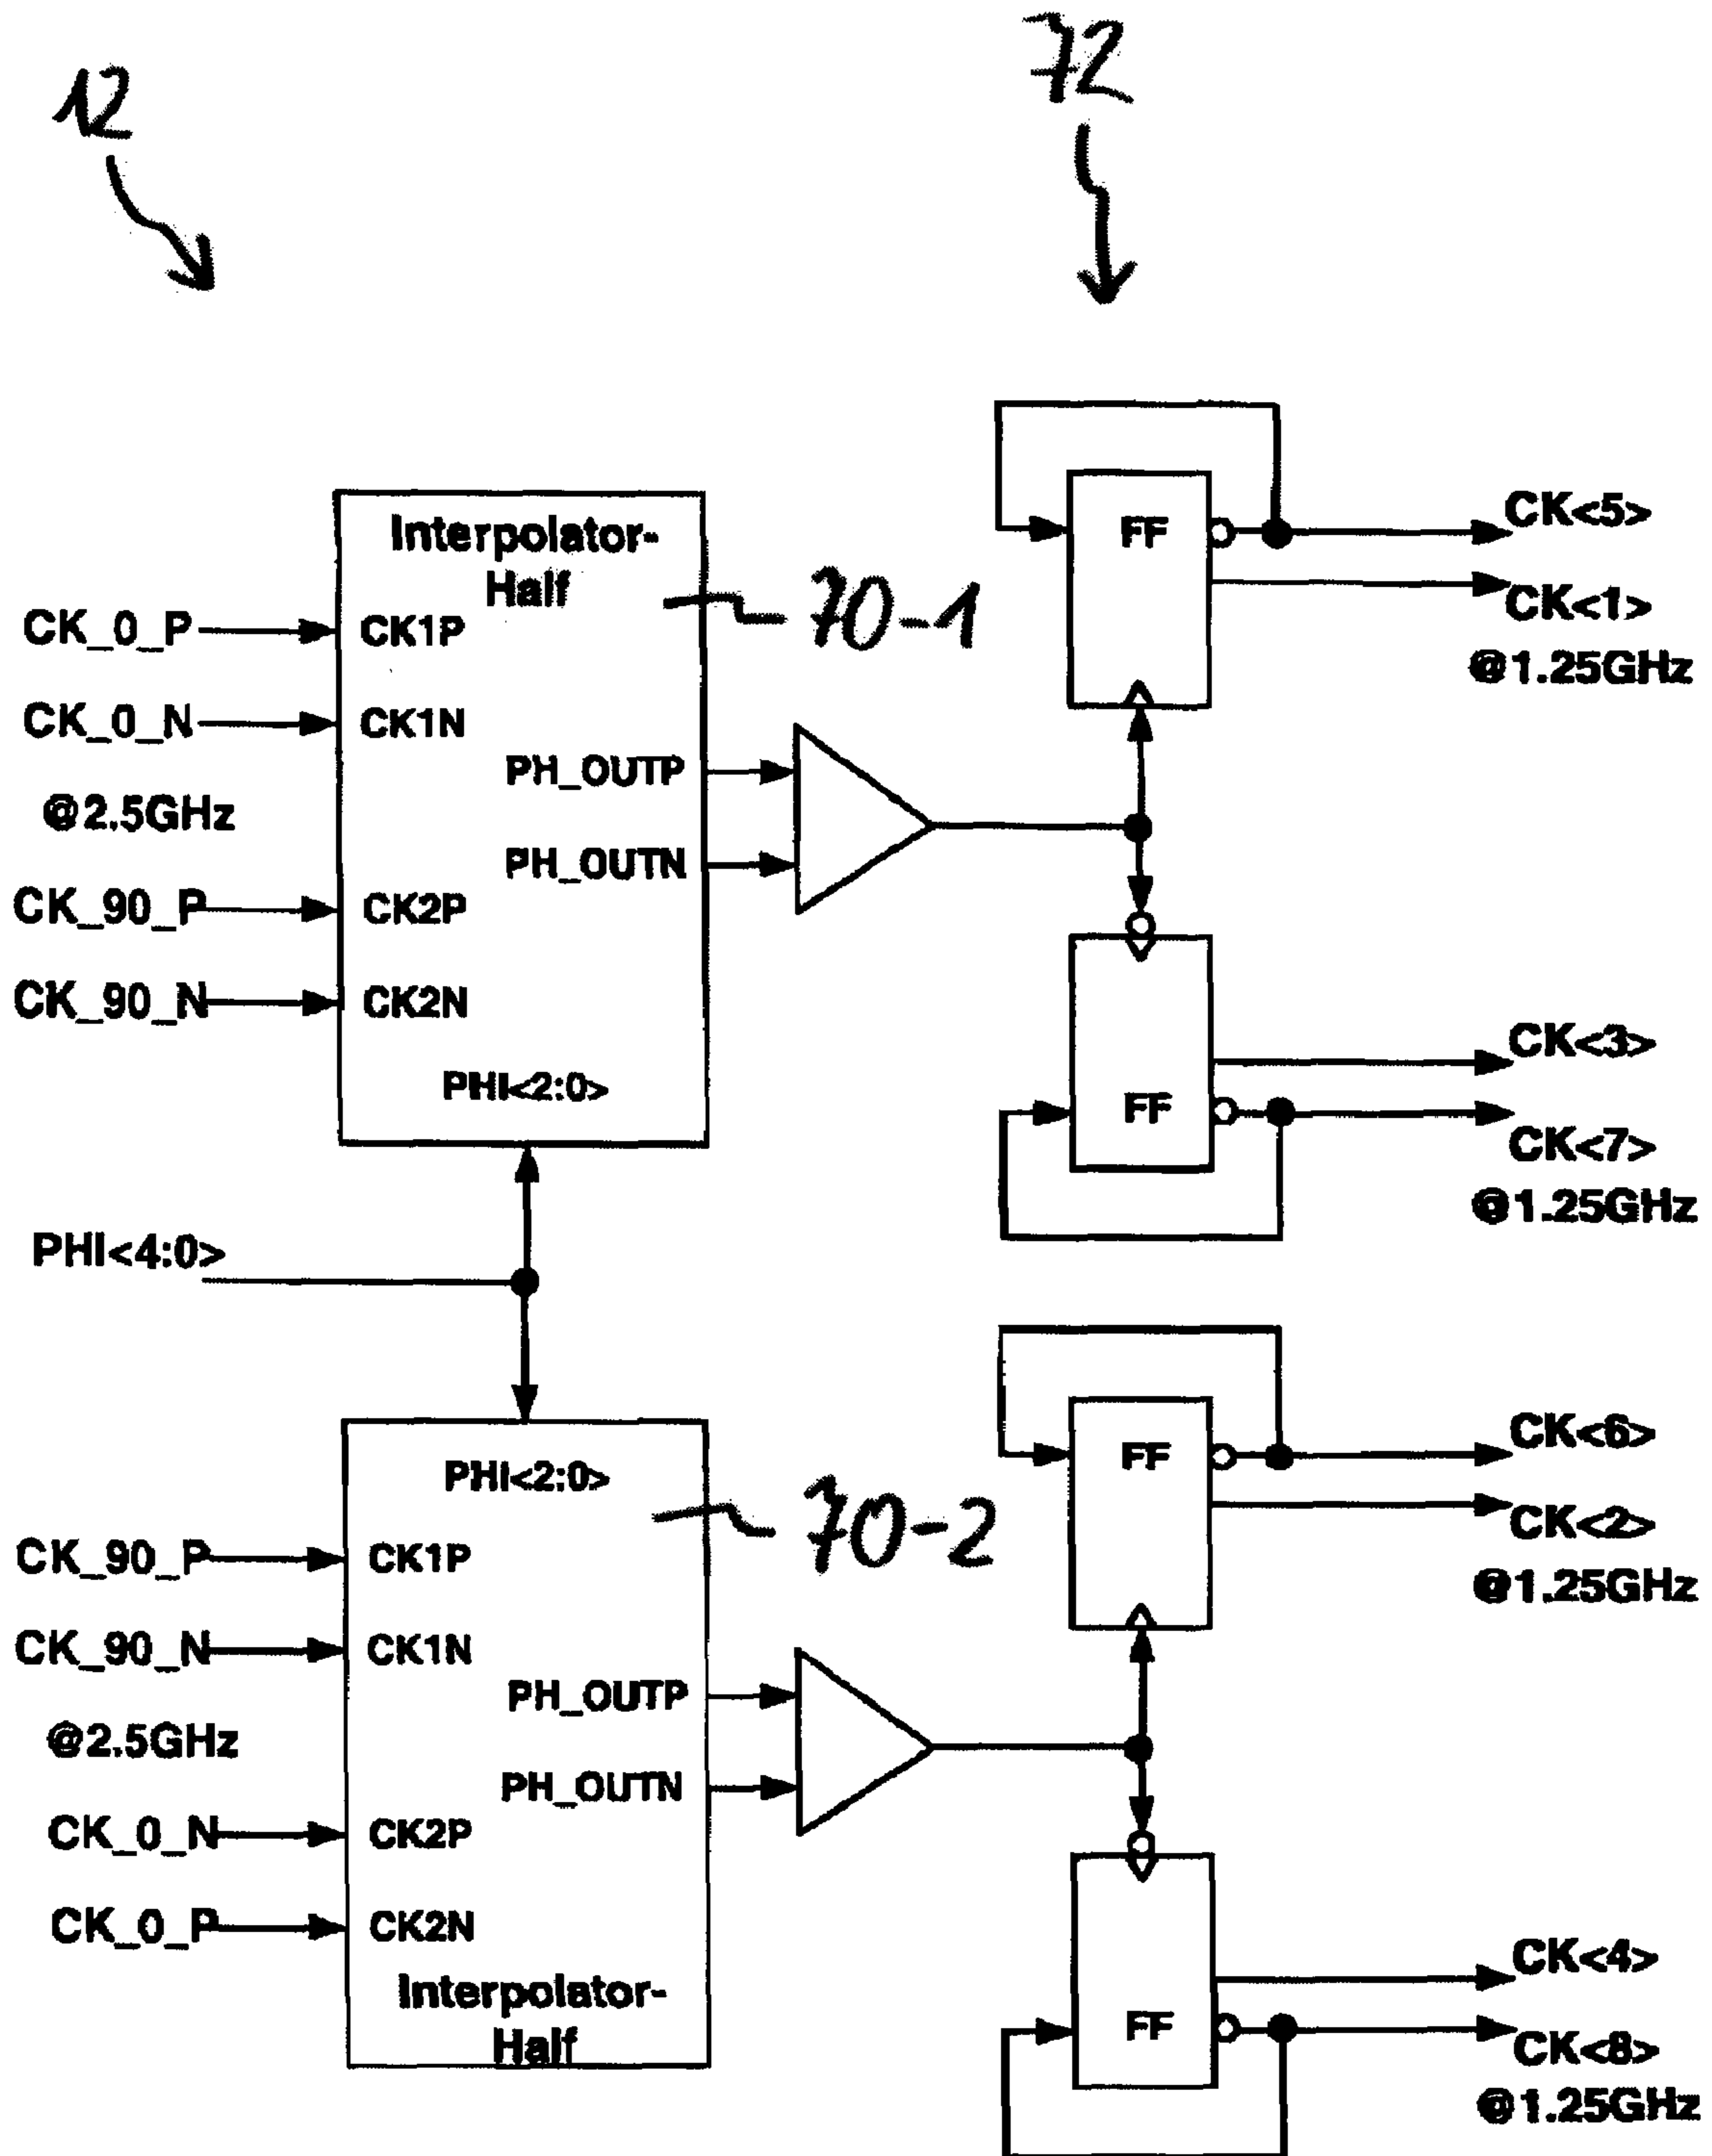 12
72
Interpolator-
Half
70-1
CK_0_P
CK1P
CK_0_N
CK1N
@2.5GHz
PH_OUTP
PH_OUTN
CK_90_P
CK2P
CK_90_N
CK2N
PHI<2:0>
FF
CK<5>
CK<1>
@1.25GHz
FF
CK<3>
CK<7>
@1.25GHz
PHI<4:0>
PHI<2:0>
70-2
CK_90_P
CK1P
CK_90_N
CK1N
@2.5GHz
PH_OUTP
PH_OUTN
CK_0_N
CK2P
CK_0_P
CK2N
Interpolator-
Half
FF
CK<6>
CK<2>
@1.25GHz
FF
CK<4>
CK<8>
@1.25GHz